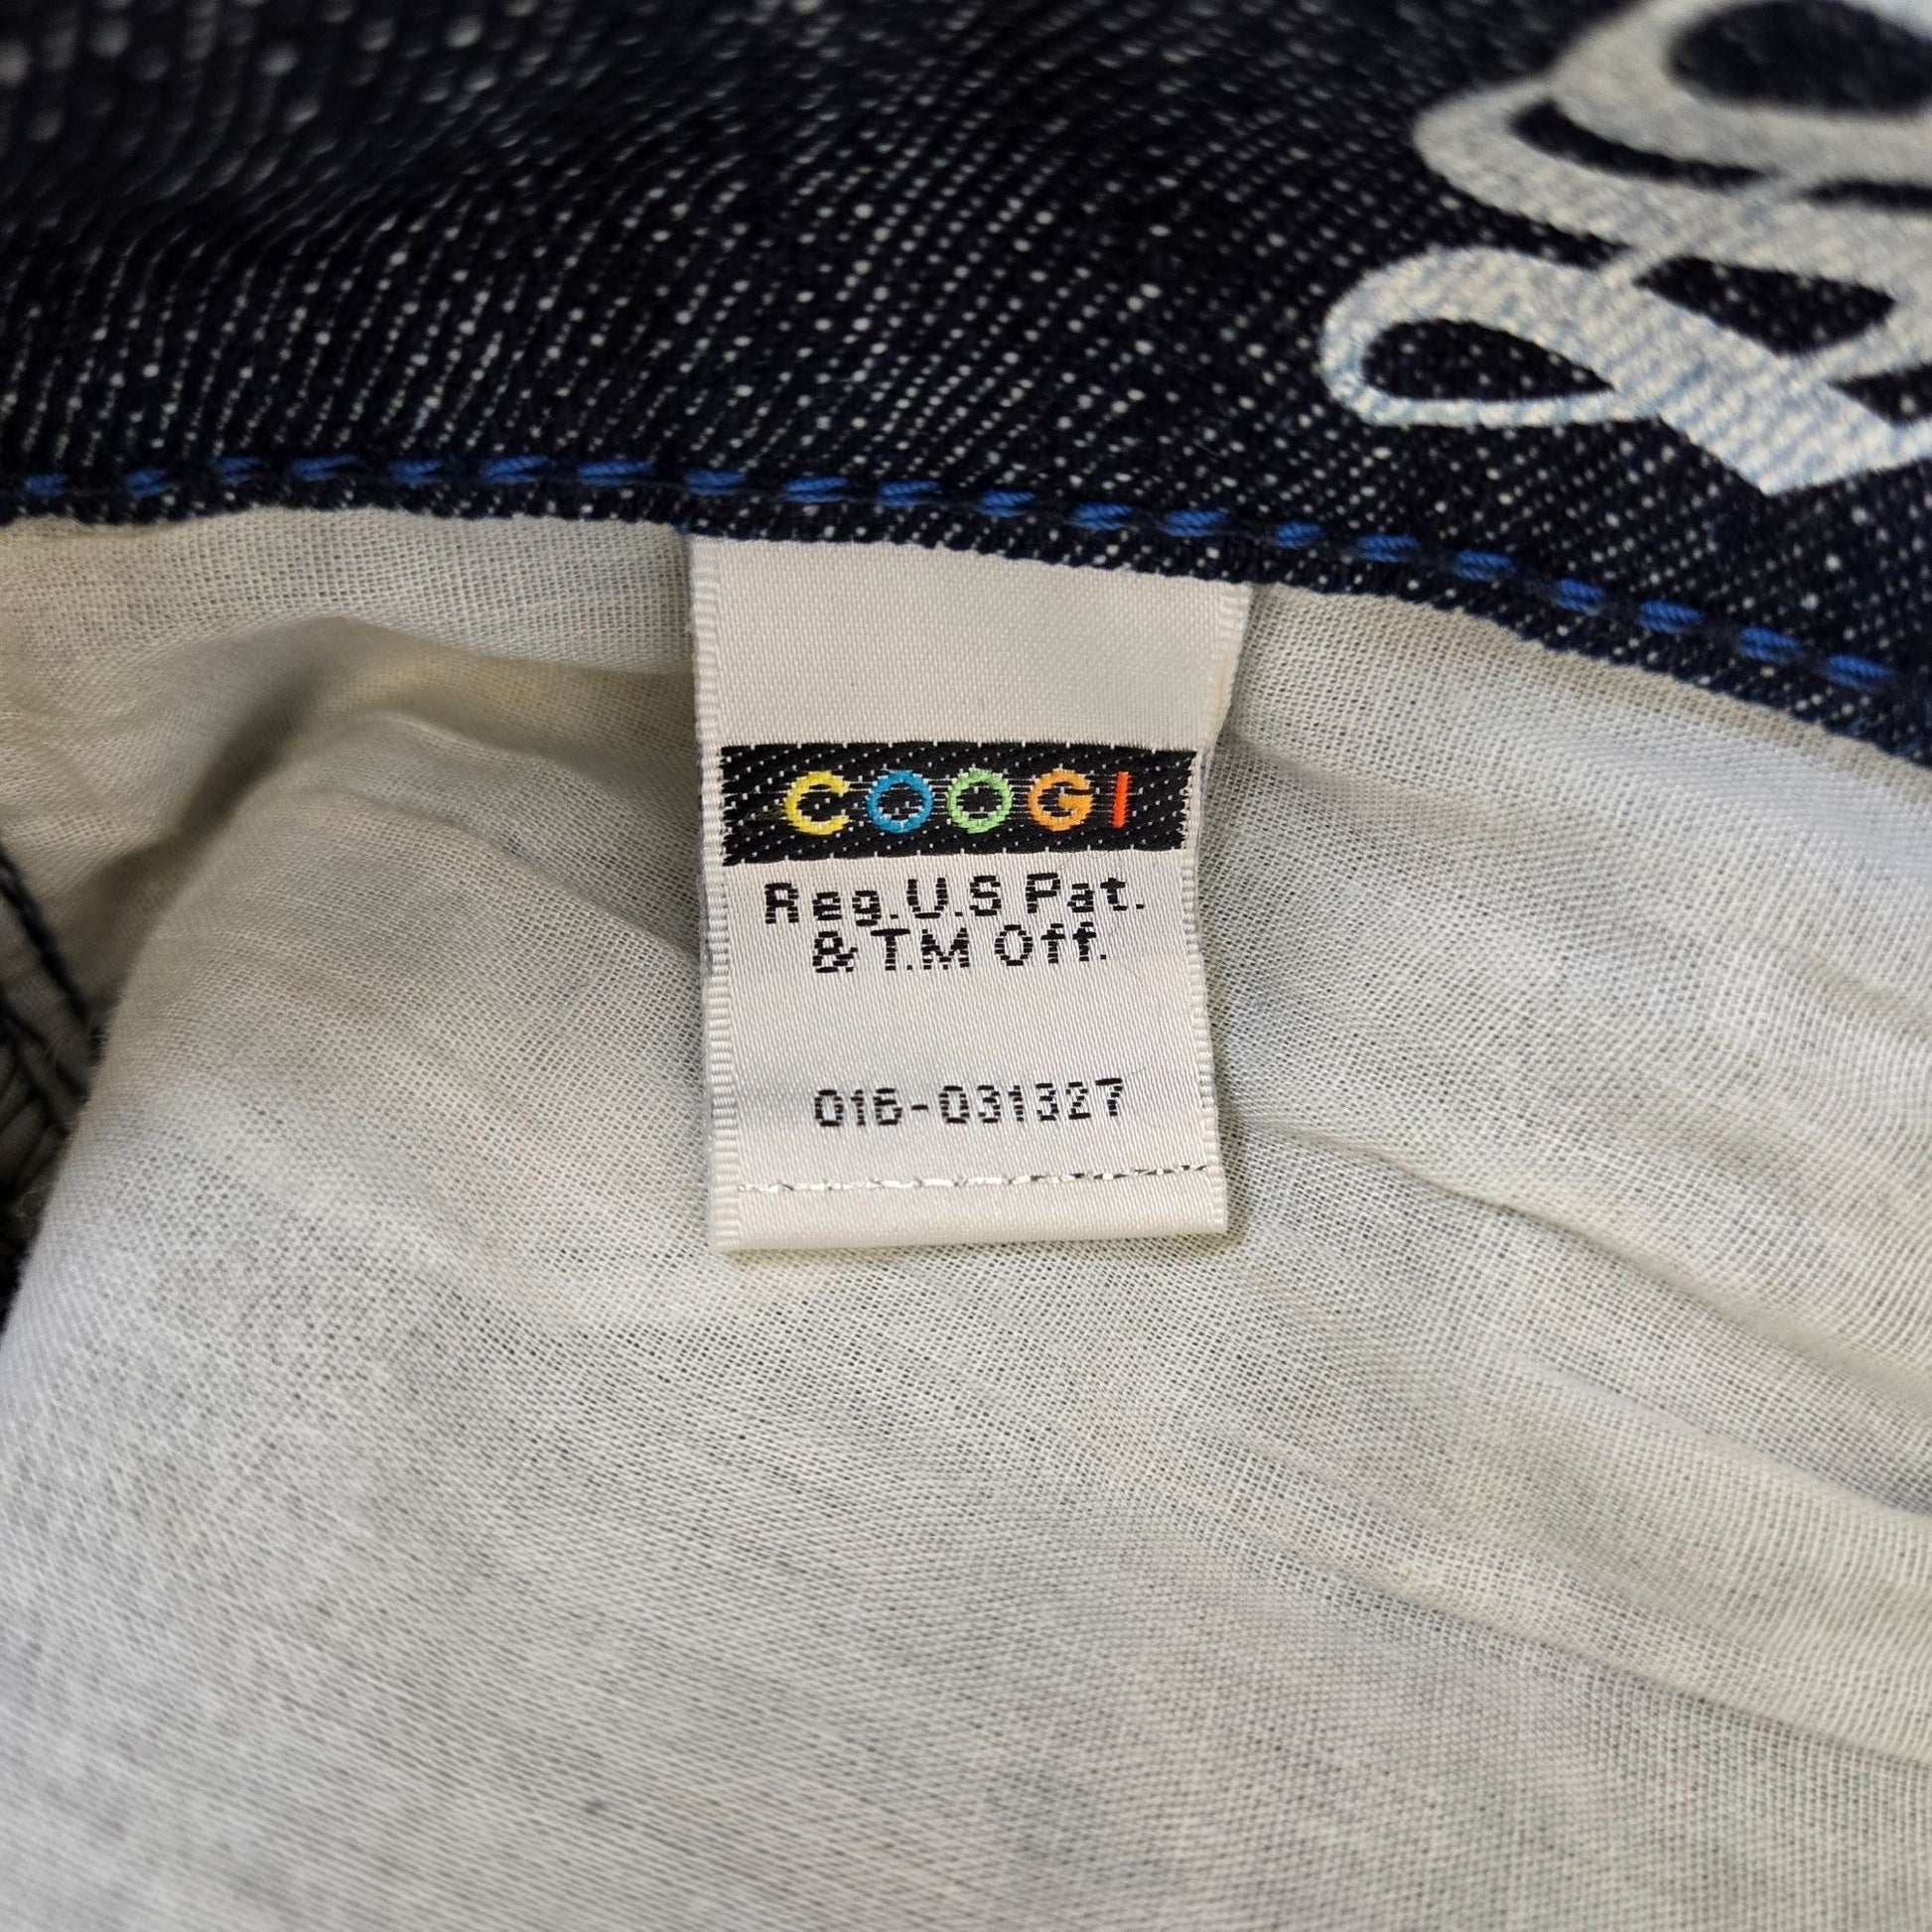 COOGI
Reg.U.S Pat.
& T.M Off.
016-031327